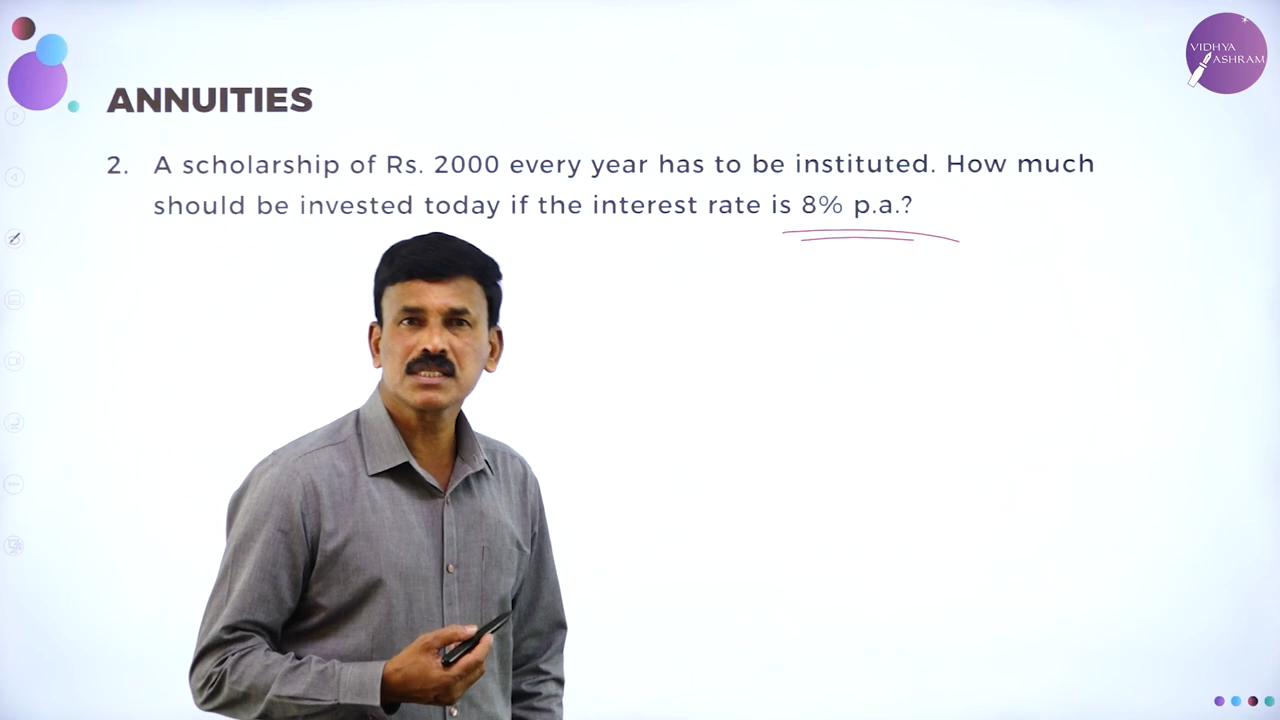 VIDHYA
ASHRAM
ANNUITIES
2. A scholarship of Rs. 2000 every year has to be instituted. How much
should be invested today if the interest rate is 8% p.a.?